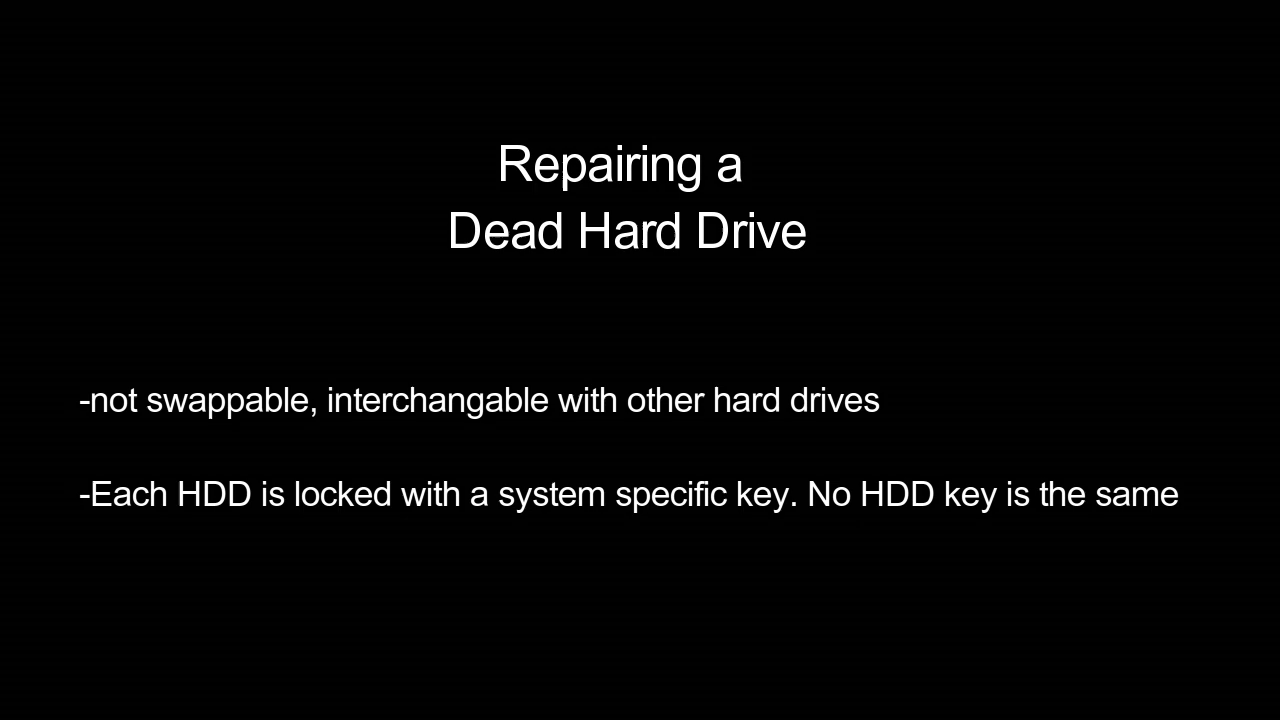 Repairing a
Dead Hard Drive
-not swappable, interchangable with other hard drives
-Each HDD is locked with a system specific key. No HDD key is the same